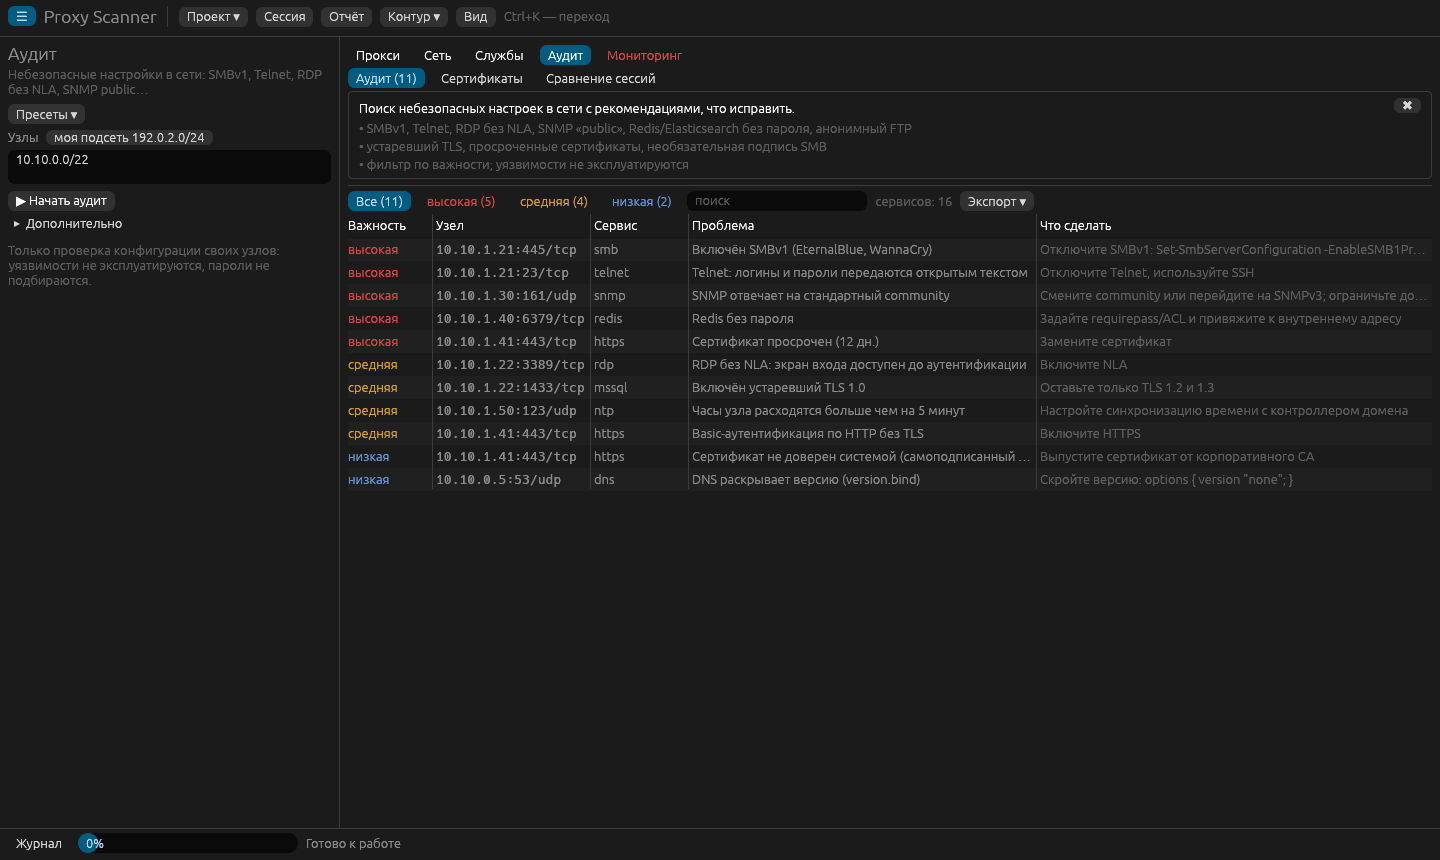 ☰ Proxy Scanner Проект ▾ Сессия Отчёт Контур ▾ Вид Ctrl+K — переход
Аудит
Небезопасные настройки в сети: SMBv1, Telnet, RDP
без NLA, SNMP public…
Пресеты ▾
Узлы моя подсеть 192.0.2.0/24
10.10.0.0/22
▶ Начать аудит
▸ Дополнительно
Только проверка конфигурации своих узлов:
уязвимости не эксплуатируются, пароли не
подбираются.
Прокси Сеть Службы Аудит Мониторинг
Аудит (11) Сертификаты Сравнение сессий
Поиск небезопасных настроек в сети с рекомендациями, что исправить. ✖
• SMBv1, Telnet, RDP без NLA, SNMP «public», Redis/Elasticsearch без пароля, анонимный FTP
• устаревший TLS, просроченные сертификаты, необязательная подпись SMB
• фильтр по важности; уязвимости не эксплуатируются
Все (11) высокая (5) средняя (4) низкая (2) поиск сервисов: 16 Экспорт ▾
Важность Узел Сервис Проблема Что сделать
высокая 10.10.1.21:445/tcp smb Включён SMBv1 (EternalBlue, WannaCry) Отключите SMBv1: Set-SmbServerConfiguration -EnableSMB1Pr…
высокая 10.10.1.21:23/tcp telnet Telnet: логины и пароли передаются открытым текстом Отключите Telnet, используйте SSH
высокая 10.10.1.30:161/udp snmp SNMP отвечает на стандартный community Смените community или перейдите на SNMPv3; ограничьте до…
высокая 10.10.1.40:6379/tcp redis Redis без пароля Задайте requirepass/ACL и привяжите к внутреннему адресу
высокая 10.10.1.41:443/tcp https Сертификат просрочен (12 дн.) Замените сертификат
средняя 10.10.1.22:3389/tcp rdp RDP без NLA: экран входа доступен до аутентификации Включите NLA
средняя 10.10.1.22:1433/tcp mssql Включён устаревший TLS 1.0 Оставьте только TLS 1.2 и 1.3
средняя 10.10.1.50:123/udp ntp Часы узла расходятся больше чем на 5 минут Настройте синхронизацию времени с контроллером домена
средняя 10.10.1.41:443/tcp https Basic-аутентификация по HTTP без TLS Включите HTTPS
низкая 10.10.1.41:443/tcp https Сертификат не доверен системой (самоподписанный … Выпустите сертификат от корпоративного CA
низкая 10.10.0.5:53/udp dns DNS раскрывает версию (version.bind) Скройте версию: options { version "none"; }
Журнал 0% Готово к работе